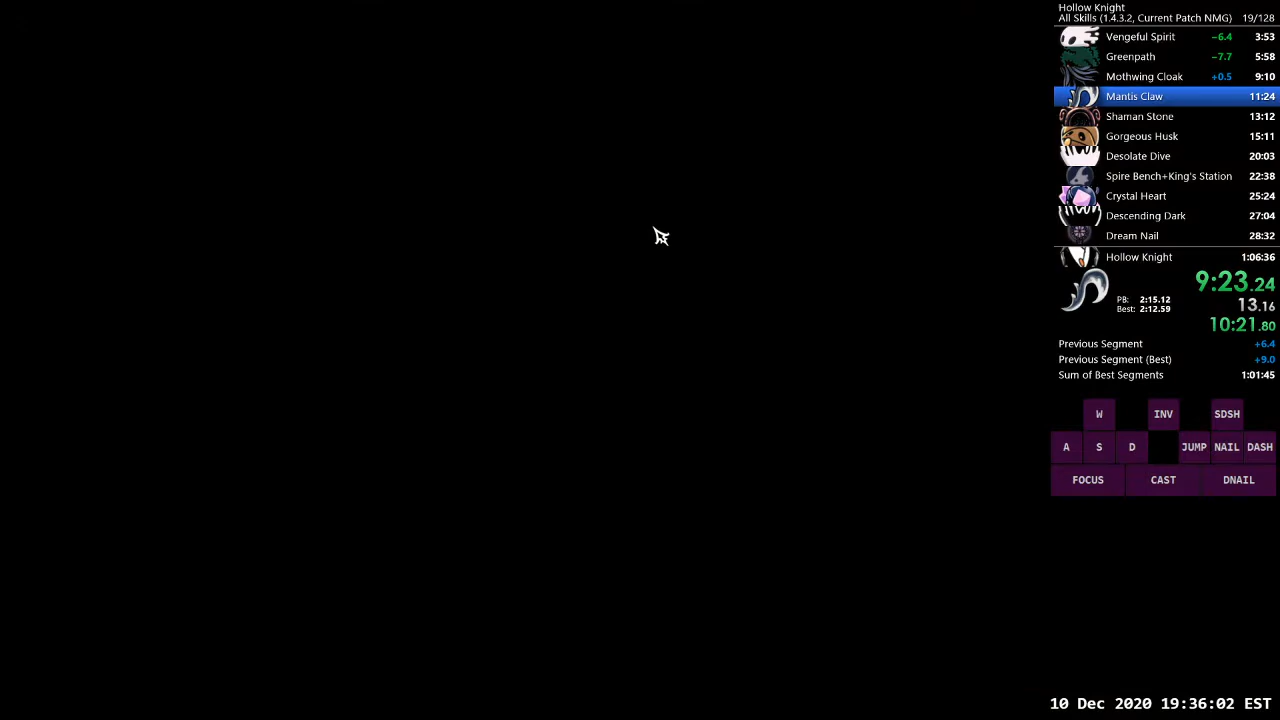 Hollow Knight
All Skills (1.4.3.2, Current Patch NMG) 19/128
Vengeful Spirit −6.4 3:53
Greenpath −7.7 5:58
Mothwing Cloak +0.5 9:10
Mantis Claw 11:24
Shaman Stone 13:12
Gorgeous Husk 15:11
Desolate Dive 20:03
Spire Bench+King's Station 22:38
Crystal Heart 25:24
Descending Dark 27:04
Dream Nail 28:32
Hollow Knight 1:06:36
9:23.24
PB: 2:15.12 13.16
Best: 2:12.59
10:21.80
Previous Segment +6.4
Previous Segment (Best) +9.0
Sum of Best Segments 1:01:45
W INV SDSH
A S D JUMP NAIL DASH
FOCUS CAST DNAIL
10 Dec 2020 19:36:02 EST